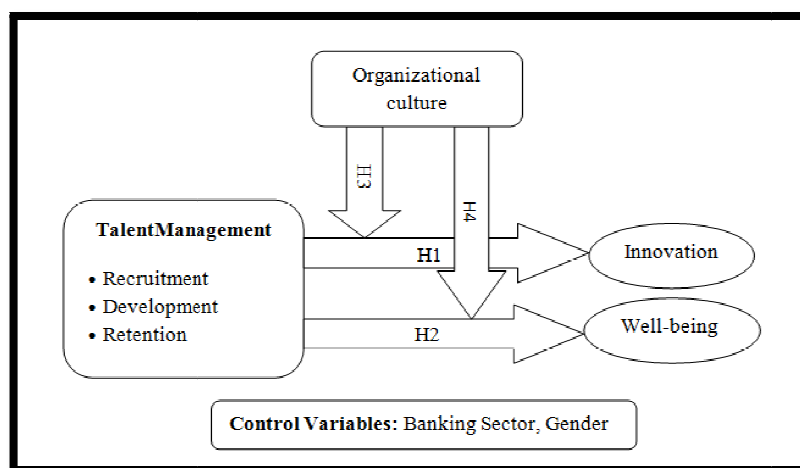 Organizational
culture
H3
H4
TalentManagement
• Recruitment
• Development
• Retention
H1
H2
Innovation
Well-being
Control Variables: Banking Sector, Gender